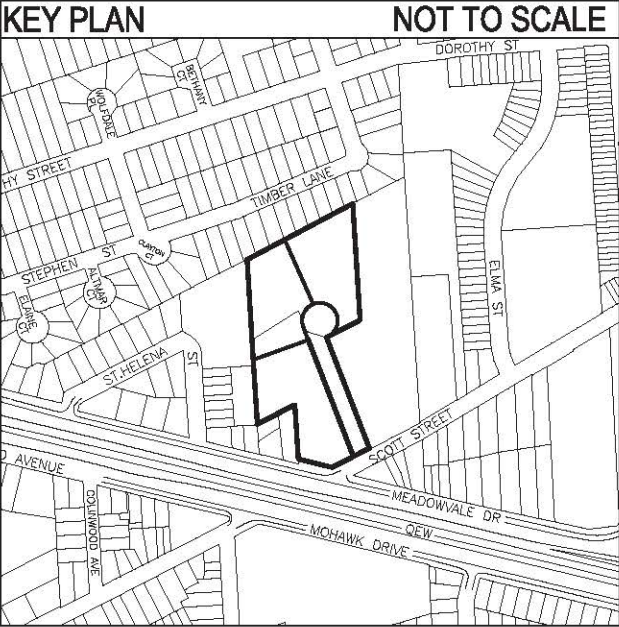 KEY PLAN NOT TO SCALE
DOROTHY ST
BETHANY
CT
WOLFDALE
PL
HY STREET
TIMBER LANE
CLAYTON
CT
STEPHEN ST
ALTMAR
CT
ELAINE
CT
ELMA ST
ST.HELENA ST
SCOTT STREET
D AVENUE
COLINWOOD AVE
MEADOWVALE DR
QEW
MOHAWK DRIVE